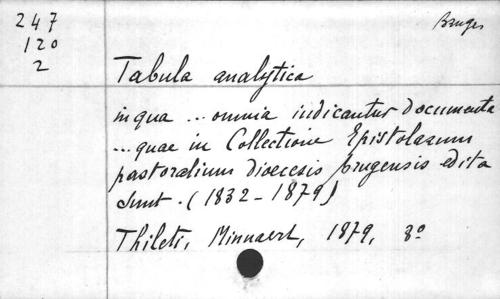 247
120
2
Bruges
Tabula analytica
in qua ... omnia indicantur documenta
... quae in Collectione Epistolarum
pastoralium dioecesis brugensis edita
sunt. (1832-1879)
Thileti, Minnaert, 1879, 8º